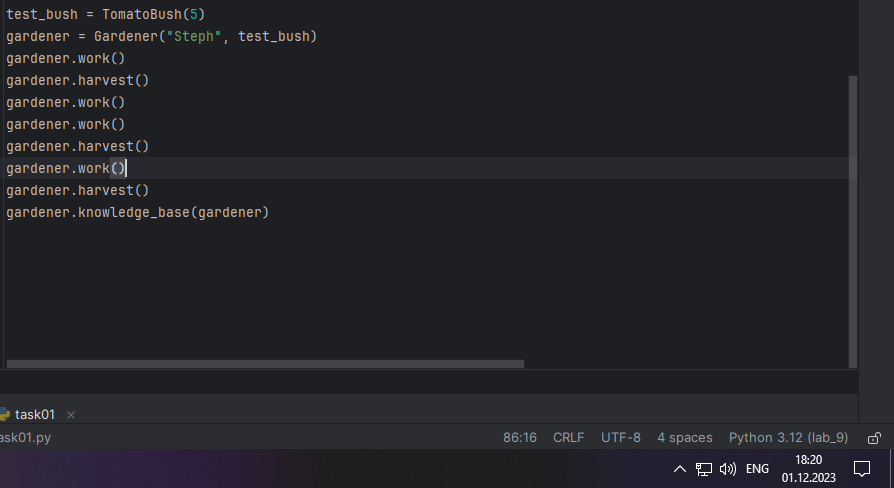 test_bush = TomatoBush(5)
gardener = Gardener("Steph", test_bush)
gardener.work()
gardener.harvest()
gardener.work()
gardener.work()
gardener.harvest()
gardener.work()
gardener.harvest()
gardener.knowledge_base(gardener)
task01 ×
ask01.py 86:16 CRLF UTF-8 4 spaces Python 3.12 (lab_9)
ENG 18:20
01.12.2023